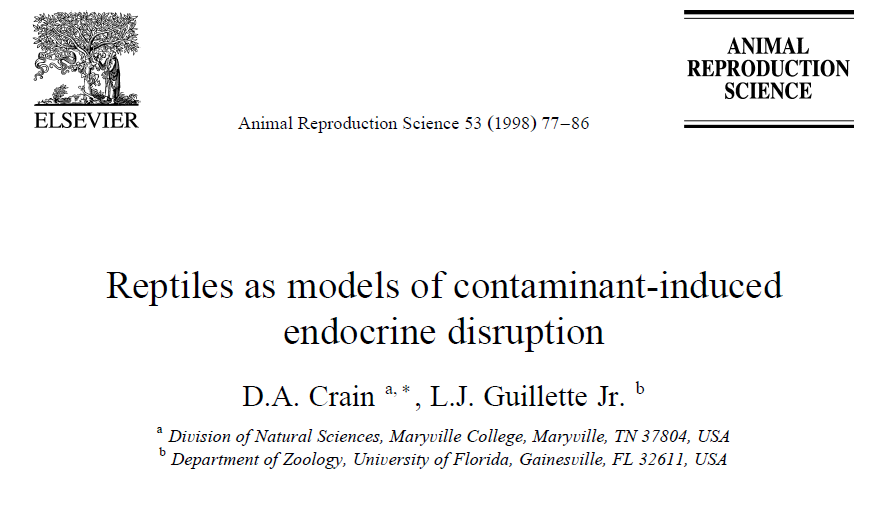 ELSEVIER
Animal Reproduction Science 53 (1998) 77–86
ANIMAL
REPRODUCTION
SCIENCE
Reptiles as models of contaminant-induced
endocrine disruption
D.A. Crain a,*, L.J. Guillette Jr. b
a Division of Natural Sciences, Maryville College, Maryville, TN 37804, USA
b Department of Zoology, University of Florida, Gainesville, FL 32611, USA